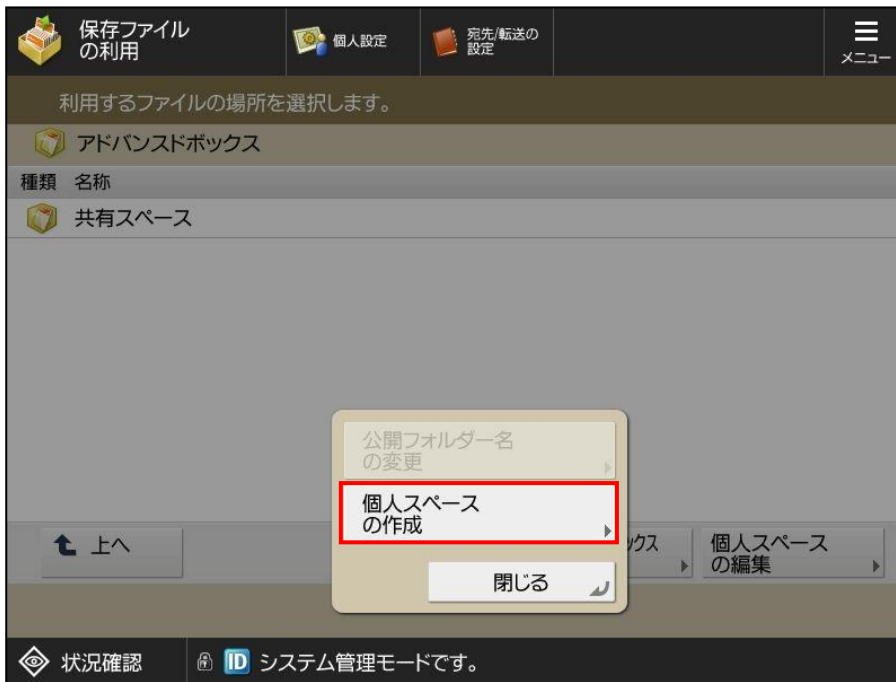 保存ファイル
の利用
個人設定
宛先/転送の
設定
メニュー
利用するファイルの場所を選択します。
アドバンスドボックス
種類 名称
共有スペース
公開フォルダー名
の変更
個人スペース
の作成
上へ
ックス
個人スペース
の編集
閉じる
状況確認
ID システム管理モードです。